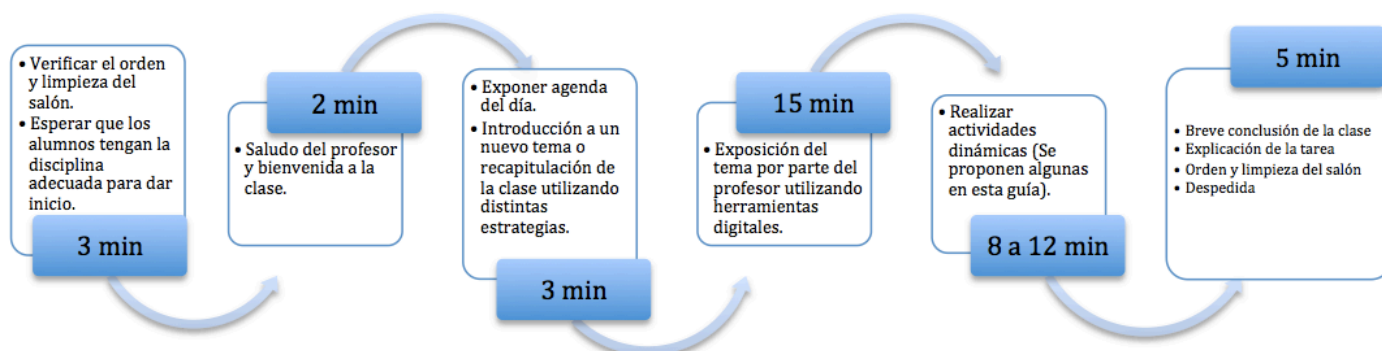 • Verificar el orden
y limpieza del
salón.
• Esperar que los
alumnos tengan la
disciplina
adecuada para dar
inicio.
3 min
2 min
• Saludo del profesor
y bienvenida a la
clase.
• Exponer agenda
del día.
• Introducción a un
nuevo tema o
recapitulación de
la clase utilizando
distintas
estrategias.
3 min
15 min
• Exposición del
tema por parte del
profesor utilizando
herramientas
digitales.
• Realizar
actividades
dinámicas (Se
proponen algunas
en esta guía).
8 a 12 min
5 min
• Breve conclusión de la clase
• Explicación de la tarea
• Orden y limpieza del salón
• Despedida